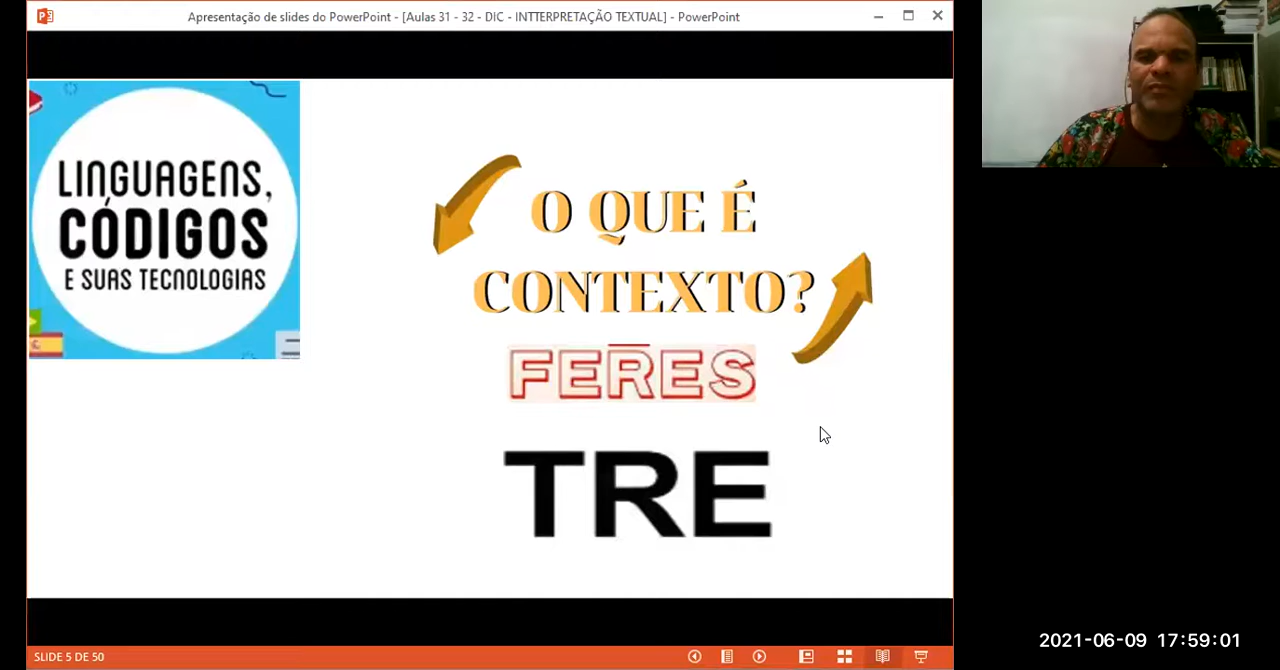 Apresentação de slides do PowerPoint - [Aulas 31 - 32 - DIC - INTTERPRETAÇÃO TEXTUAL] - PowerPoint
LINGUAGENS,
CÓDIGOS
E SUAS TECNOLOGIAS
O QUE É
CONTEXTO?
FERES
TRE
SLIDE 5 DE 50
2021-06-09 17:59:01